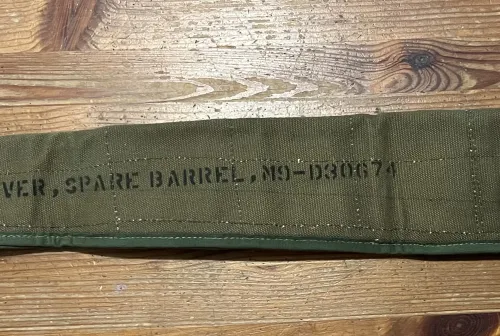 VER, SPARE BARREL, M9-D30674